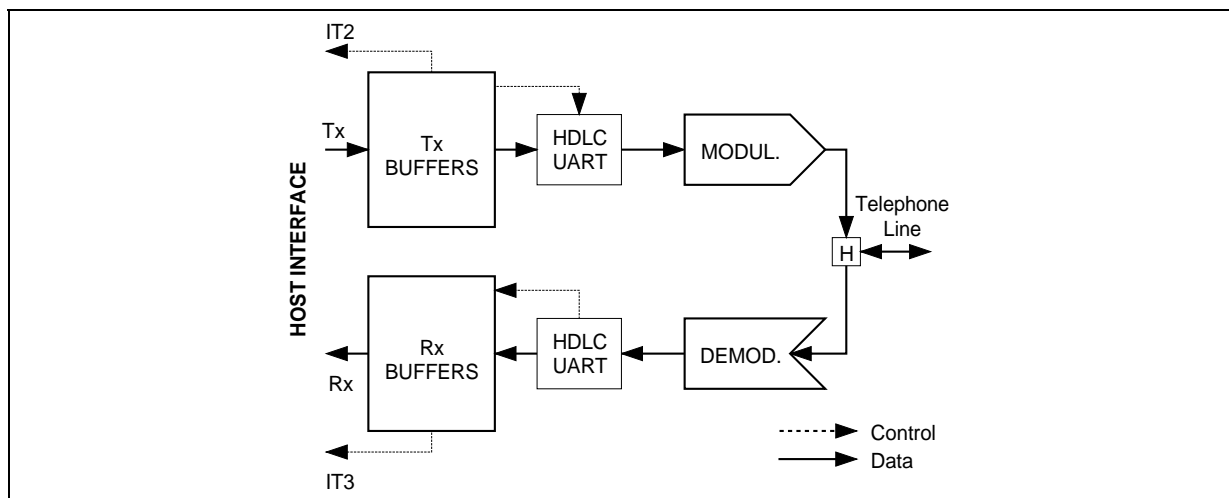 IT2
Tx
Tx
BUFFERS
HDLC
UART
MODUL.
Telephone
Line
H
HOST INTERFACE
Rx
BUFFERS
HDLC
UART
DEMOD.
Rx
IT3
Control
Data